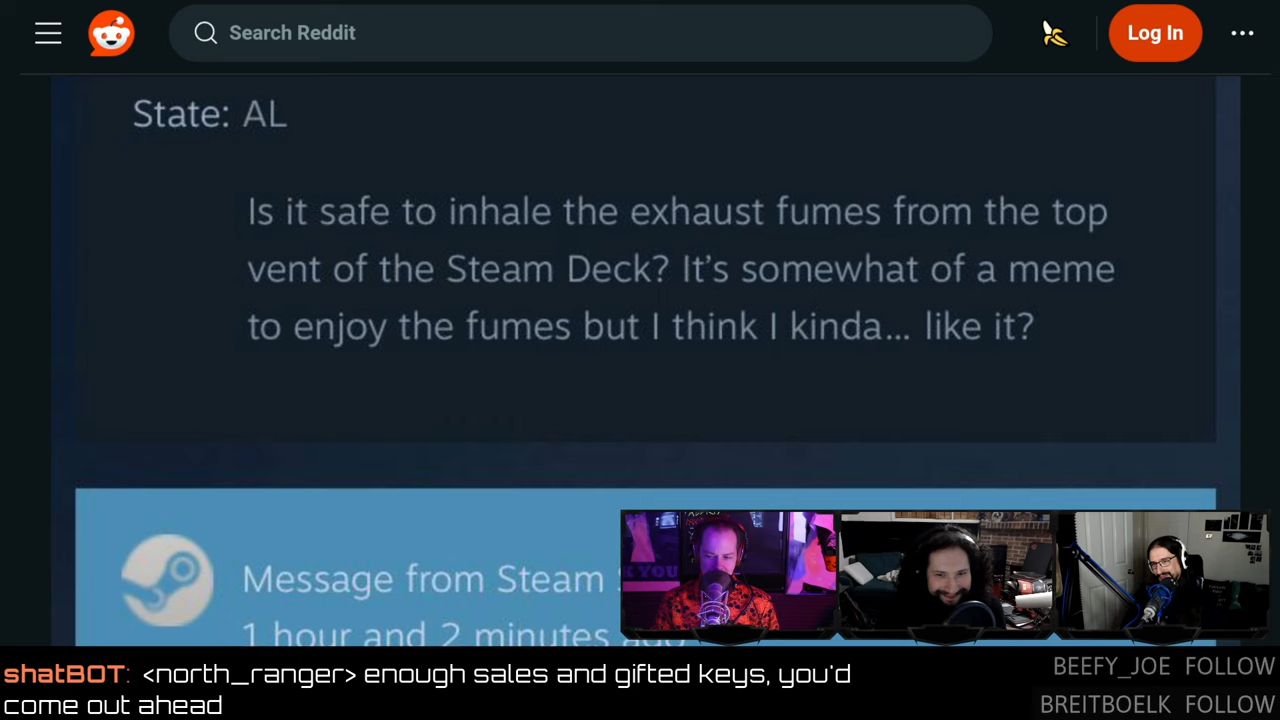 Search Reddit
Log In
State: AL
Is it safe to inhale the exhaust fumes from the top
vent of the Steam Deck? It's somewhat of a meme
to enjoy the fumes but I think I kinda... like it?
Message from Steam
1 hour and 2 minutes ago
K YOU
shatBOT: <north_ranger> enough sales and gifted keys, you'd
come out ahead
BEEFY_JOE FOLLOW
BREITBOELK FOLLOW